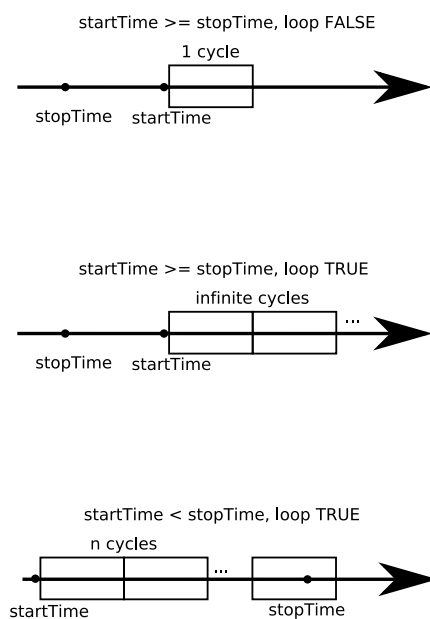 startTime >= stopTime, loop FALSE
1 cycle
stopTime
startTime
startTime >= stopTime, loop TRUE
infinite cycles
...
stopTime
startTime
startTime < stopTime, loop TRUE
n cycles
...
startTime
stopTime